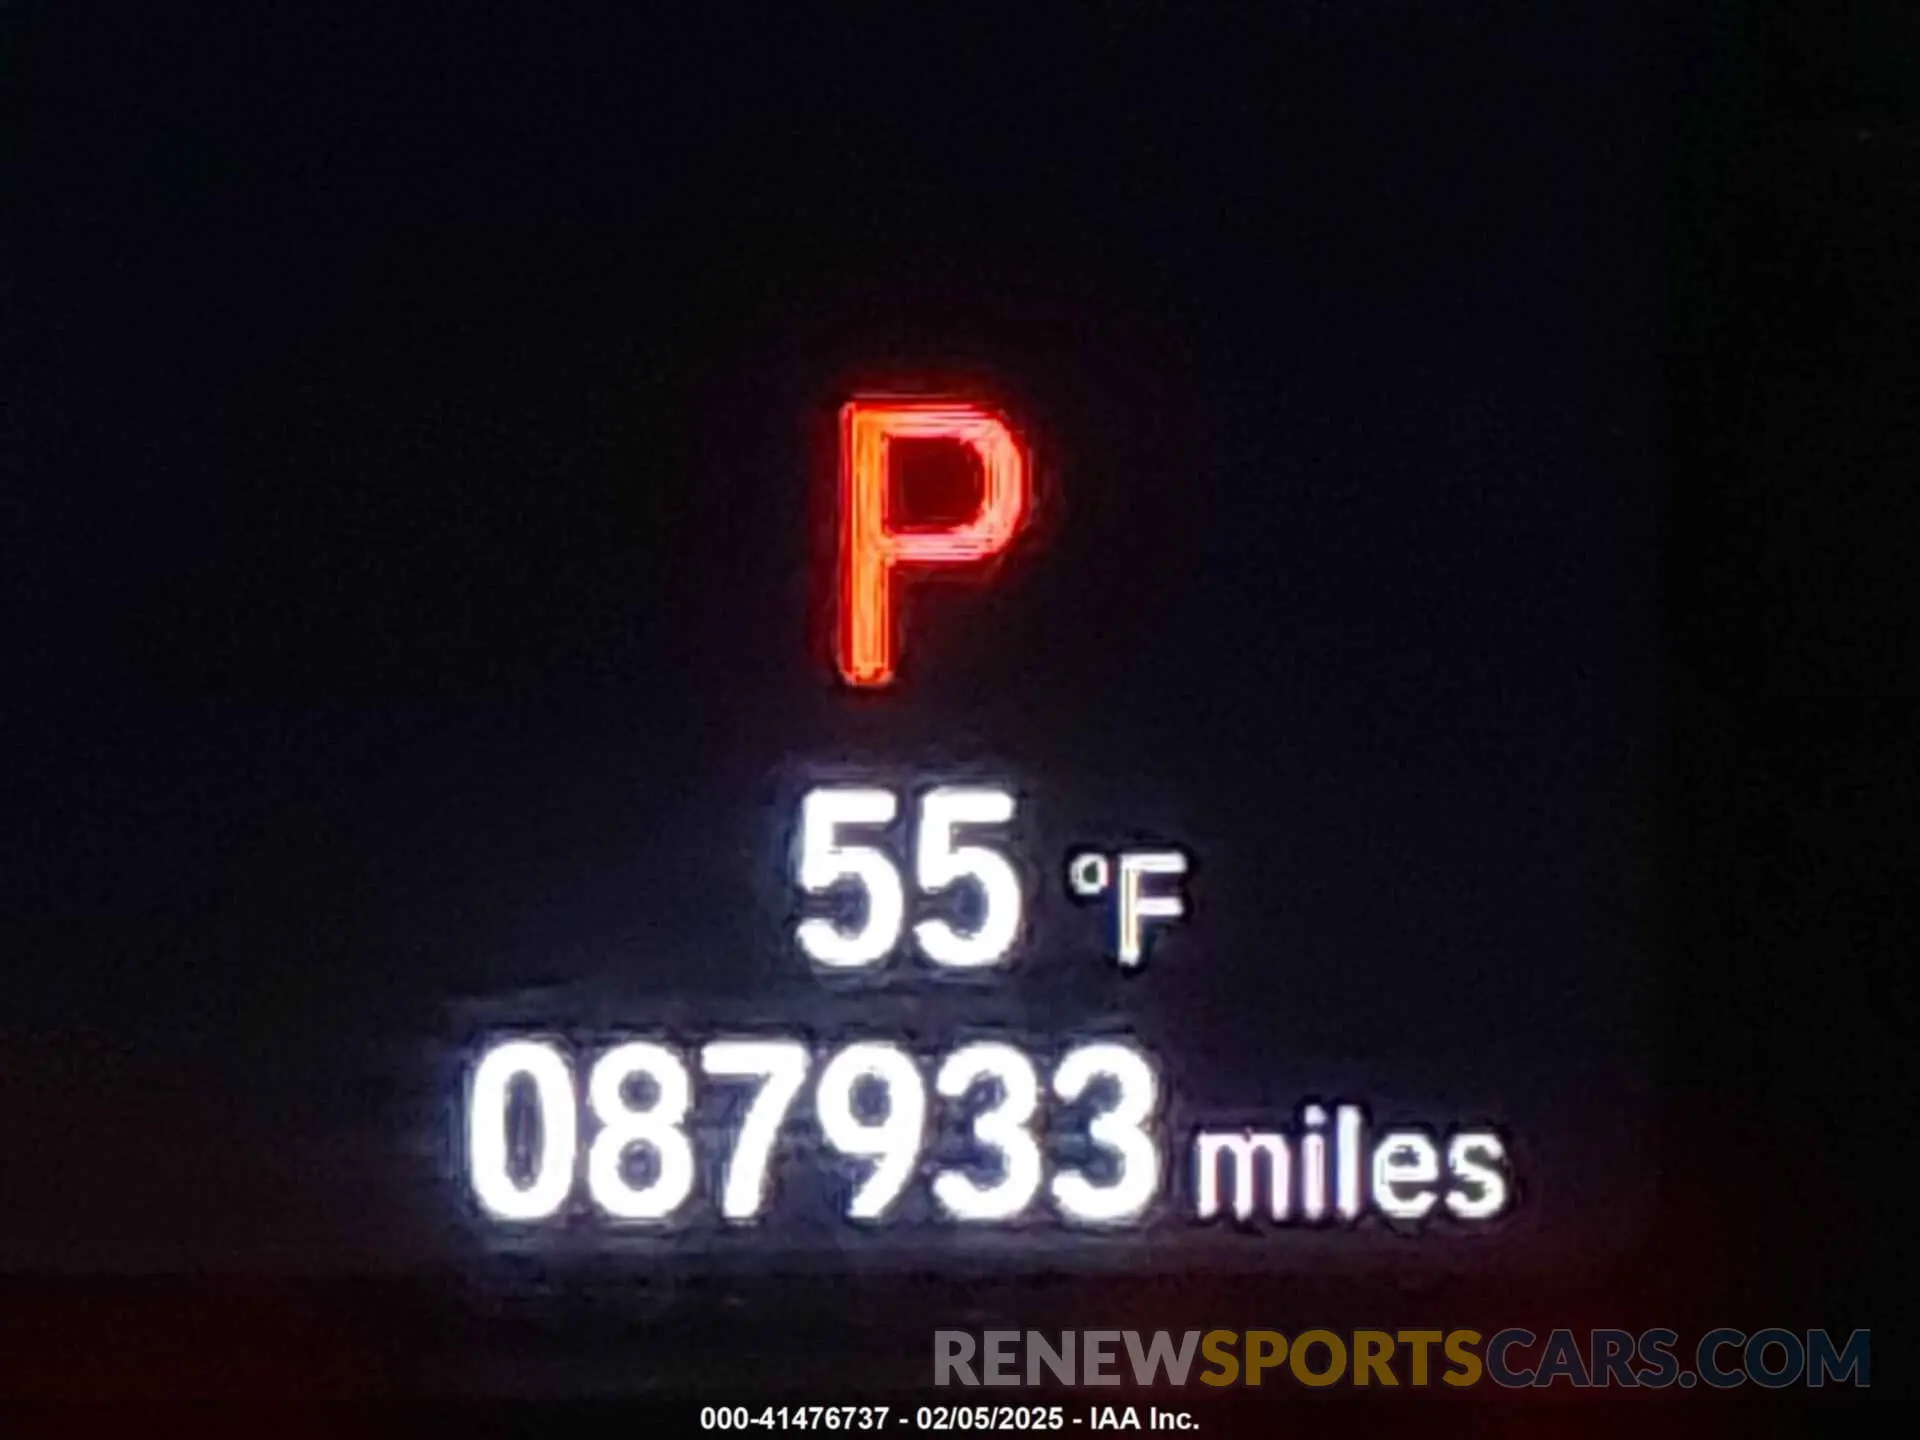 P
55 °F
087933 miles
RENEWSPORTSCARS.COM
000-41476737 - 02/05/2025 - IAA Inc.